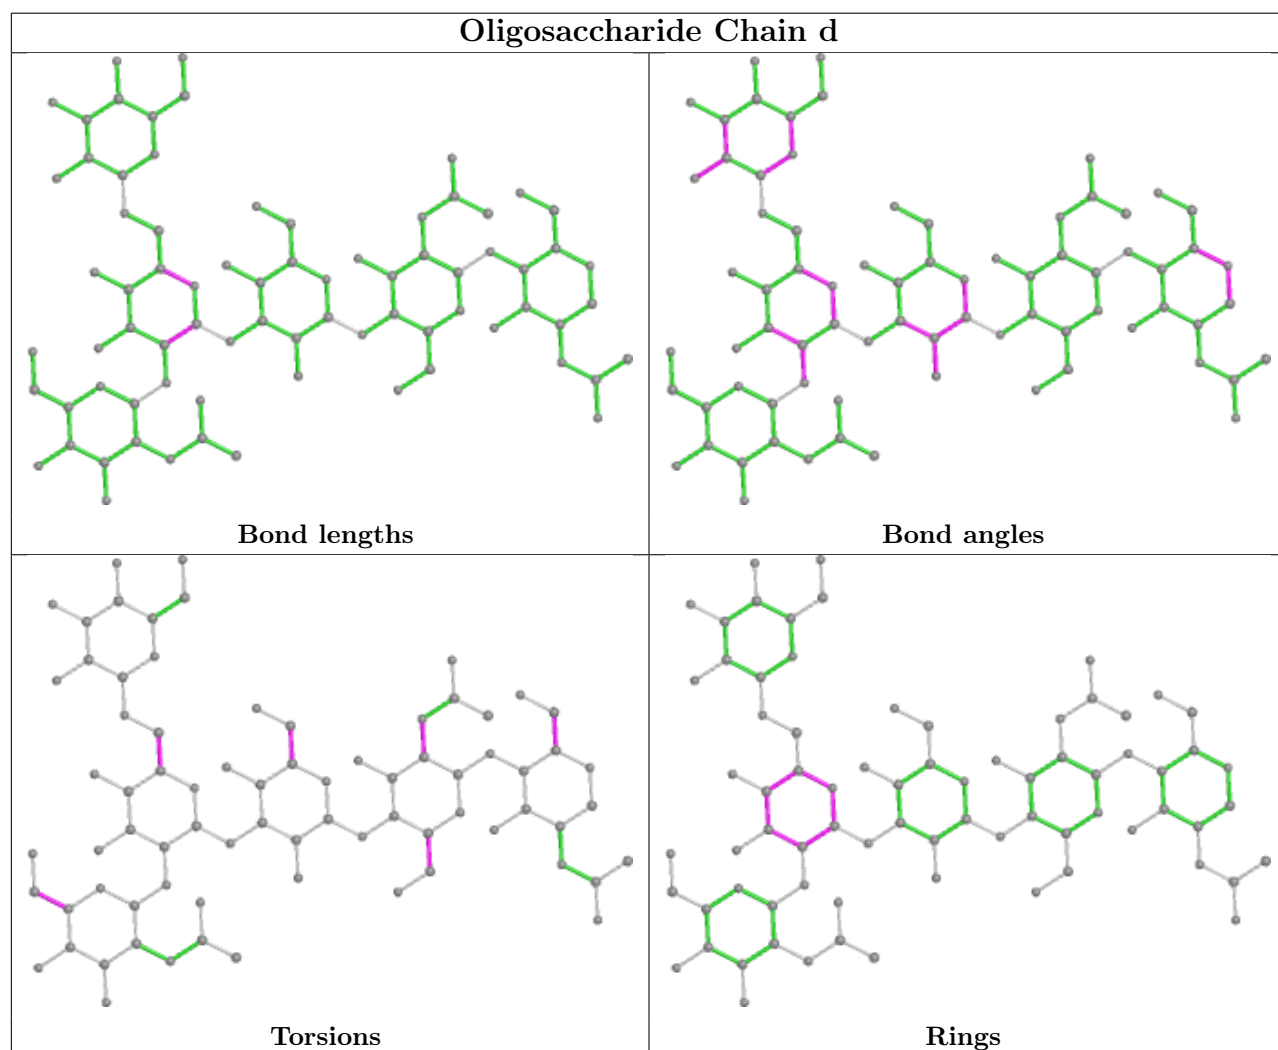 Oligosaccharide Chain d
Bond lengths
Bond angles
Torsions
Rings